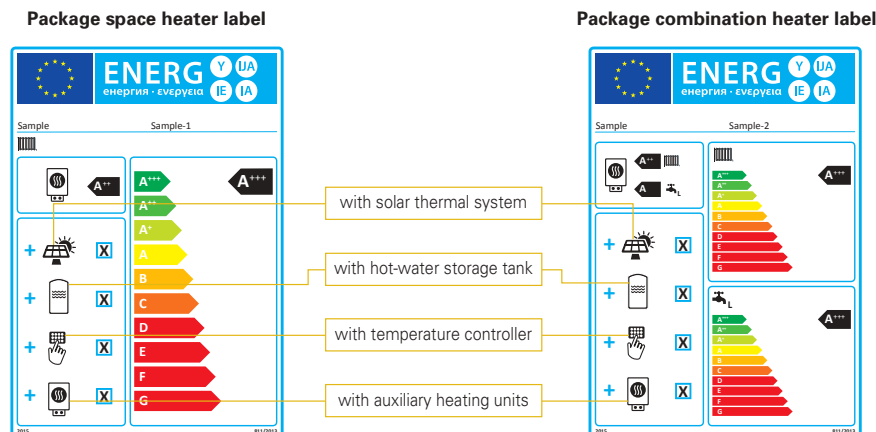 Package space heater label
Package combination heater label
ENERG Y IJA
енергия · ενεργεια IE IA
Sample Sample-1
A++
A+++
A+++
A++
A+
A
B
C
D
E
F
G
+ X
+ X
+ X
+ X
2015 811/2013
with solar thermal system
with hot-water storage tank
with temperature controller
with auxiliary heating units
ENERG Y IJA
енергия · ενεργεια IE IA
Sample Sample-2
A++
A
L
+ X
+ X
+ X
+ X
A+++
A+++
A++
A+
A
B
C
D
E
F
G
L
A+++
A+++
A++
A+
A
B
C
D
E
F
G
2015 811/2013